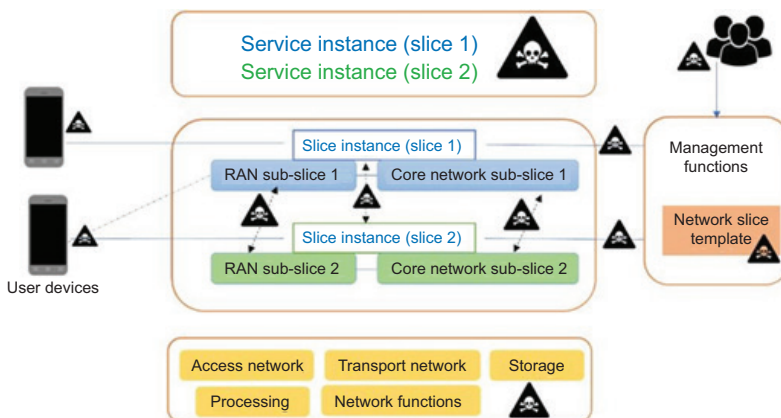 Service instance (slice 1)
Service instance (slice 2)
Slice instance (slice 1)
RAN sub-slice 1
Core network sub-slice 1
Slice instance (slice 2)
RAN sub-slice 2
Core network sub-slice 2
User devices
Management
functions
Network slice
template
Access network
Transport network
Storage
Processing
Network functions